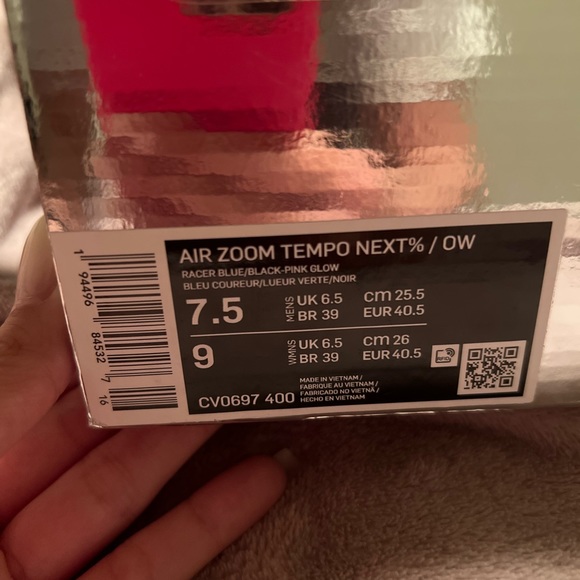 AIR ZOOM TEMPO NEXT% / OW
RACER BLUE/BLACK-PINK GLOW
BLEU COUREUR/LUEUR VERTE/NOIR
7.5 MENS UK 6.5 CM 25.5
BR 39 EUR 40.5
9 WMNS UK 6.5 CM 26
BR 39 EUR 40.5
RFID
CV0697 400
MADE IN VIETNAM /
FABRIQUE AU VIETNAM /
FABRICADO NO VIETNÃ /
HECHO EN VIETNAM
1 94496 84532 7
16